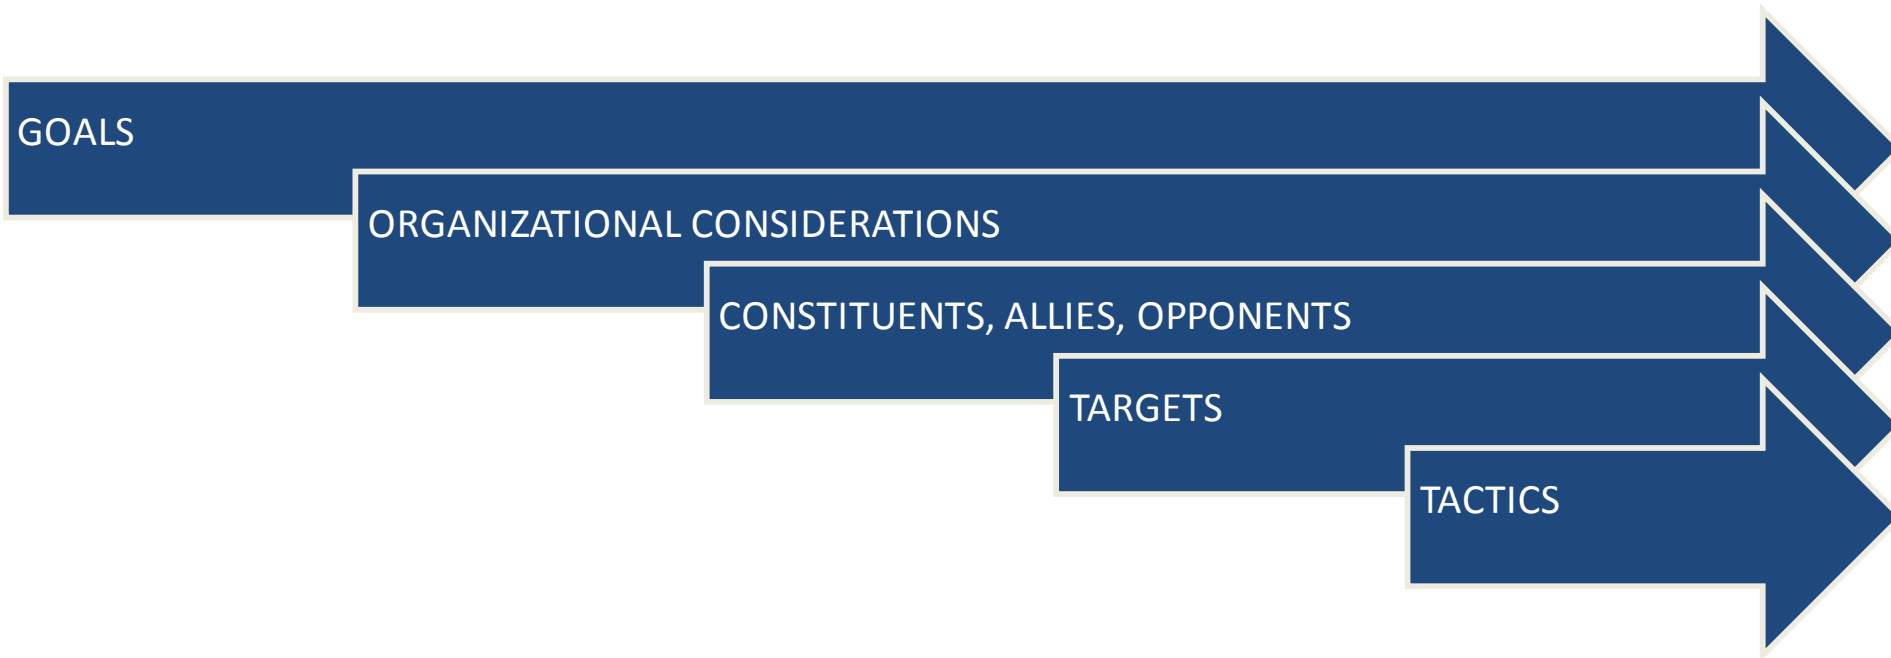 GOALS
ORGANIZATIONAL CONSIDERATIONS
CONSTITUENTS, ALLIES, OPPONENTS
TARGETS
TACTICS